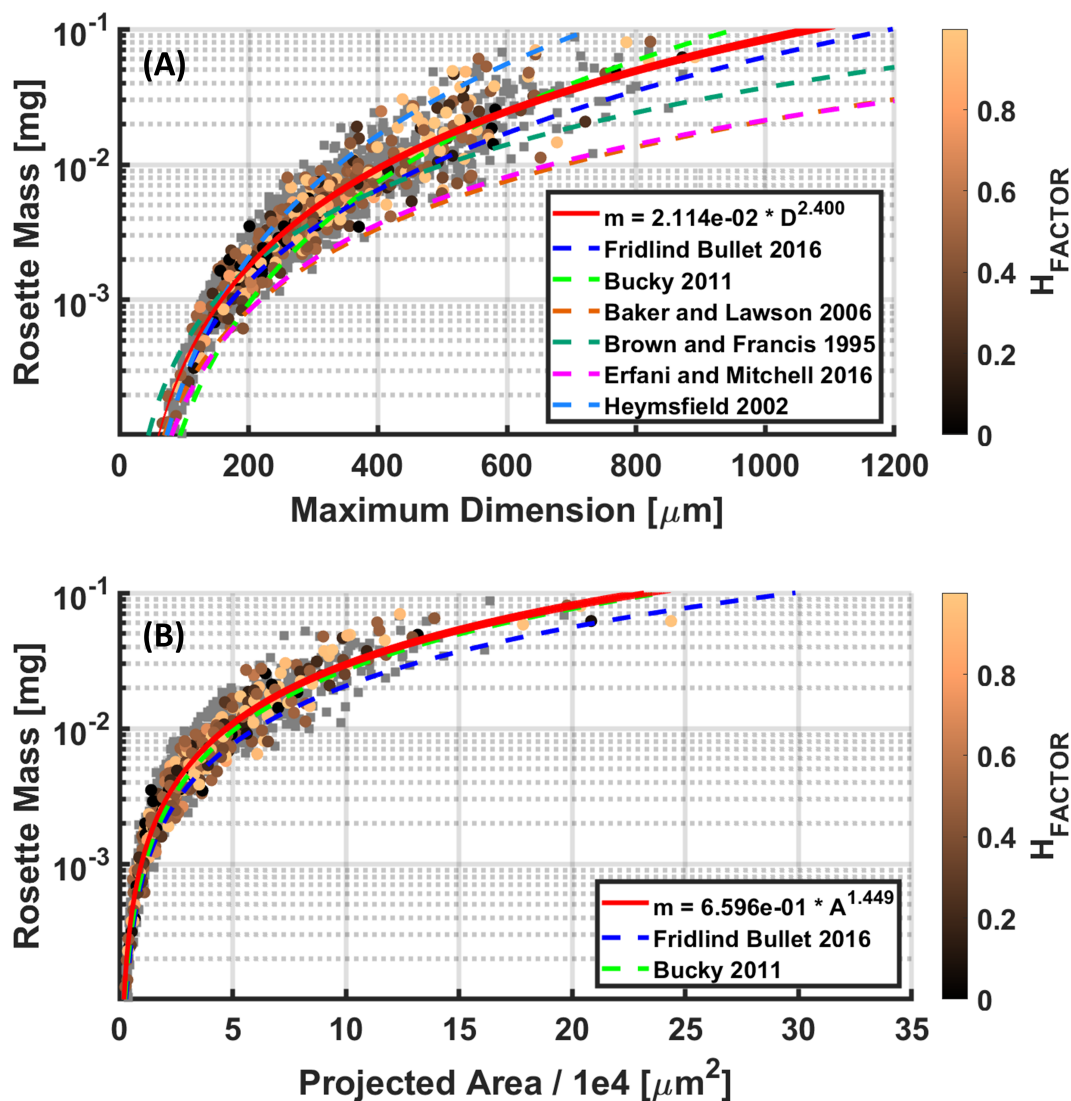 (A)
Rosette Mass [mg]
10^-1
10^-2
10^-3
m = 2.114e-02 * D^2.400
Fridlind Bullet 2016
Bucky 2011
Baker and Lawson 2006
Brown and Francis 1995
Erfani and Mitchell 2016
Heymsfield 2002
0 200 400 600 800 1000 1200
Maximum Dimension [μm]
0.8
0.6
0.4
0.2
0
H_FACTOR
(B)
Rosette Mass [mg]
10^-1
10^-2
10^-3
m = 6.596e-01 * A^1.449
Fridlind Bullet 2016
Bucky 2011
0 5 10 15 20 25 30 35
Projected Area / 1e4 [μm^2]
0.8
0.6
0.4
0.2
0
H_FACTOR